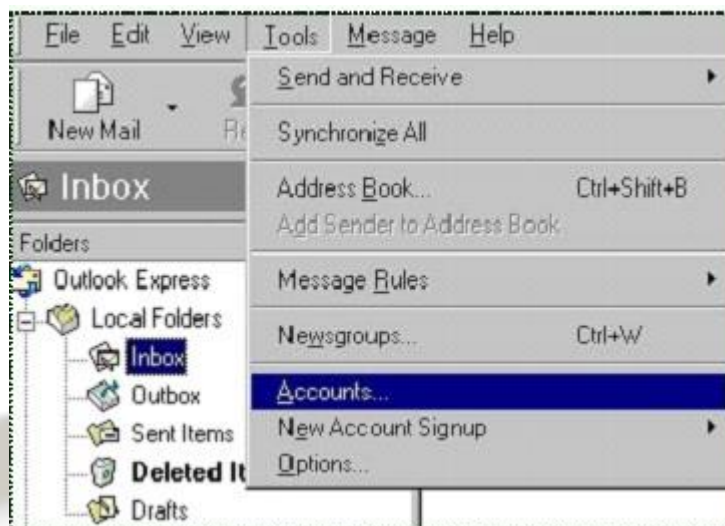 File Edit View Tools Message Help
New Mail
Inbox
Folders
Outlook Express
Local Folders
Inbox
Outbox
Sent Items
Deleted It
Drafts
Send and Receive
Synchronize All
Address Book... Ctrl+Shift+B
Add Sender to Address Book
Message Rules
Newsgroups... Ctrl+W
Accounts...
New Account Signup
Options...